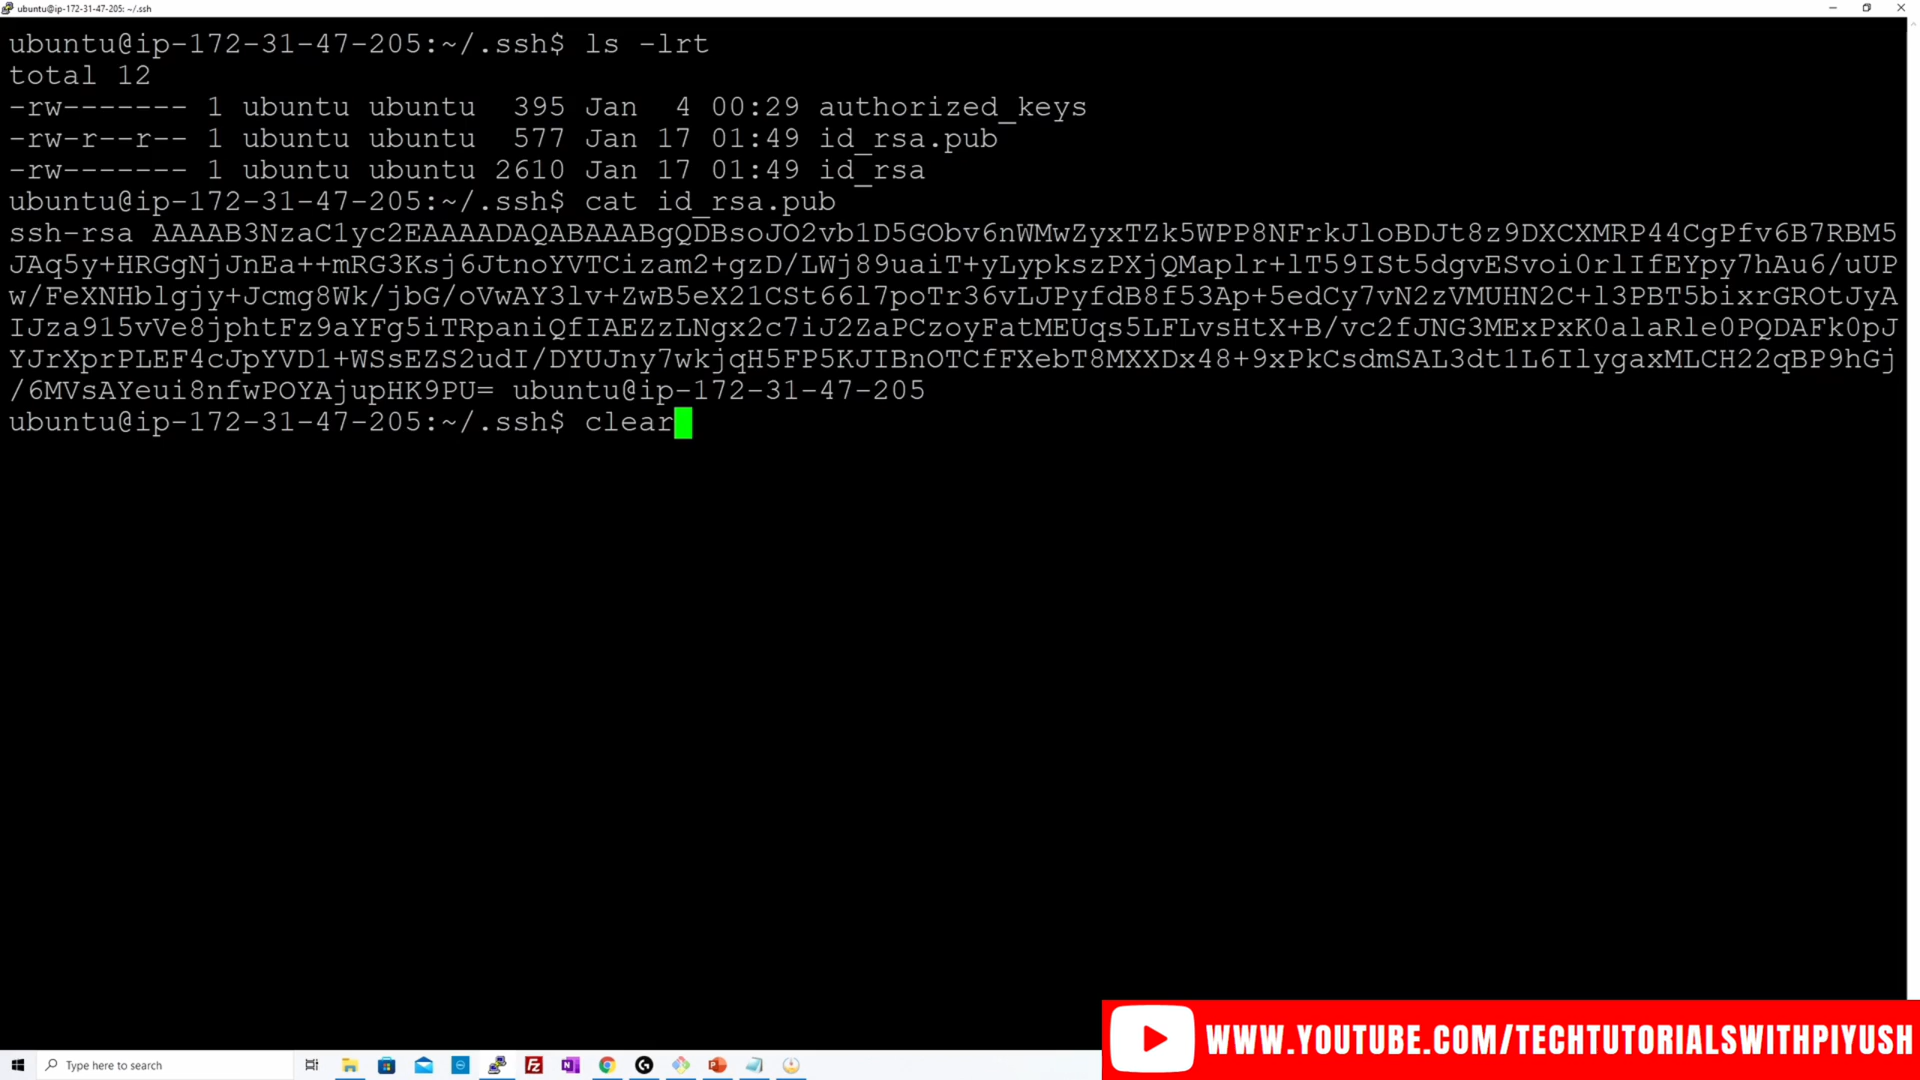 ubuntu@ip-172-31-47-205: ~/.ssh
ubuntu@ip-172-31-47-205:~/.ssh$ ls -lrt
total 12
-rw------- 1 ubuntu ubuntu  395 Jan  4 00:29 authorized_keys
-rw-r--r-- 1 ubuntu ubuntu  577 Jan 17 01:49 id_rsa.pub
-rw------- 1 ubuntu ubuntu 2610 Jan 17 01:49 id_rsa
ubuntu@ip-172-31-47-205:~/.ssh$ cat id_rsa.pub
ssh-rsa AAAAB3NzaC1yc2EAAAADAQABAAABgQDBsoJO2vb1D5GObv6nWMwZyxTZk5WPP8NFrkJloBDJt8z9DXCXMRP44CgPfv6B7RBM5
JAq5y+HRGgNjJnEa++mRG3Ksj6JtnoYVTCizam2+gzD/LWj89uaiT+yLypkszPXjQMaplr+lT59ISt5dgvESvoi0rlIfEYpy7hAu6/uUP
w/FeXNHblgjy+Jcmg8Wk/jbG/oVwAY3lv+ZwB5eX21CSt66l7poTr36vLJPyfdB8f53Ap+5edCy7vN2zVMUHN2C+l3PBT5bixrGROtJyA
IJza915vVe8jphtFz9aYFg5iTRpaniQfIAEZzLNgx2c7iJ2ZaPCzoyFatMEUqs5LFLvsHtX+B/vc2fJNG3MExPxK0alaRle0PQDAFk0pJ
YJrXprPLEF4cJpYVD1+WSsEZS2udI/DYUJny7wkjqH5FP5KJIBnOTCfFXebT8MXXDx48+9xPkCsdmSAL3dt1L6IlygaxMLCH22qBP9hGj
/6MVsAYeui8nfwPOYAjupHK9PU= ubuntu@ip-172-31-47-205
ubuntu@ip-172-31-47-205:~/.ssh$ clear
WWW.YOUTUBE.COM/TECHTUTORIALSWITHPIYUSH
Type here to search